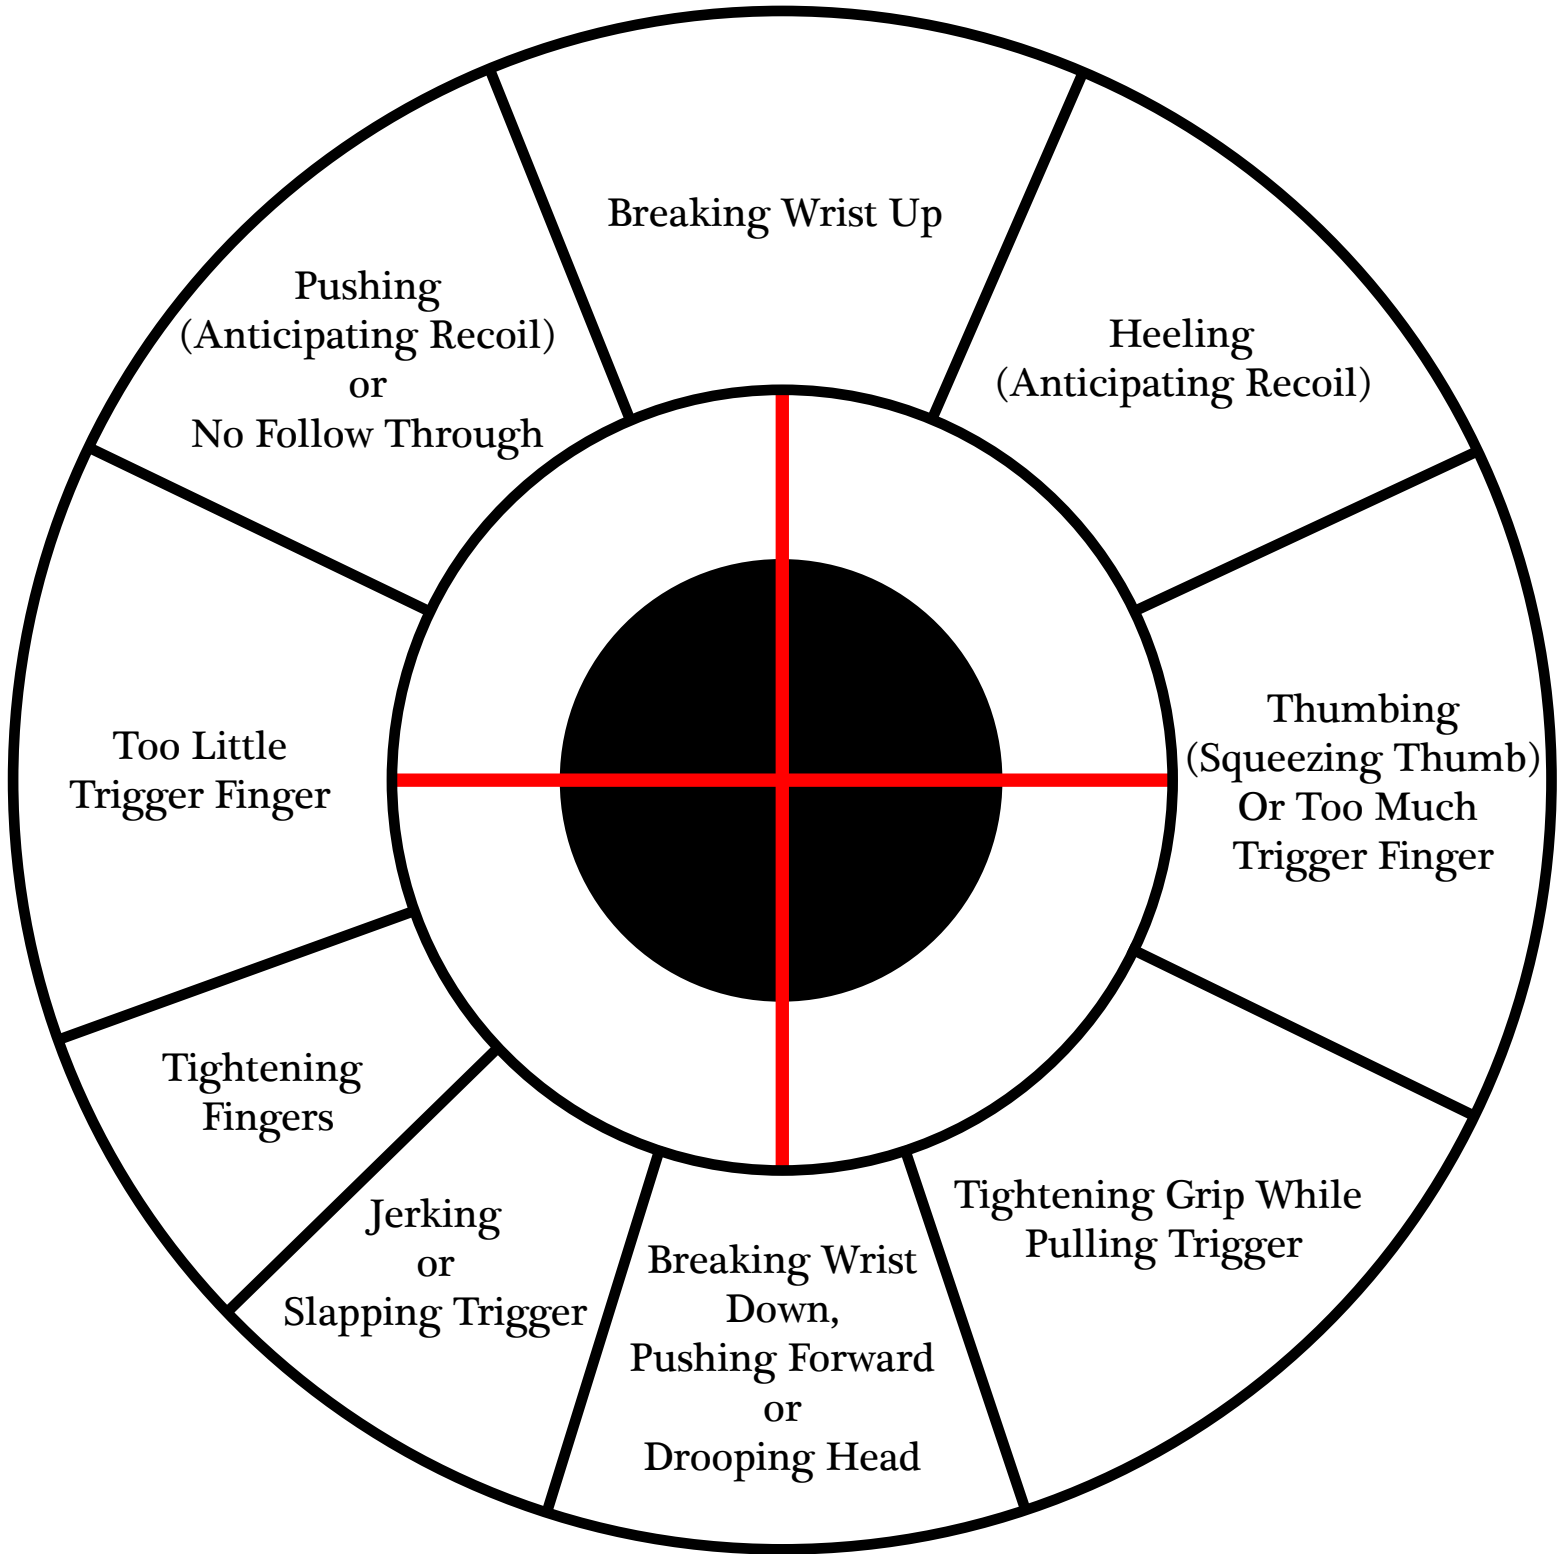 Breaking Wrist Up
Pushing
(Anticipating Recoil)
or
No Follow Through
Heeling
(Anticipating Recoil)
Too Little
Trigger Finger
Thumbing
(Squeezing Thumb)
Or Too Much
Trigger Finger
Tightening
Fingers
Jerking
or
Slapping Trigger
Breaking Wrist
Down,
Pushing Forward
or
Drooping Head
Tightening Grip While
Pulling Trigger